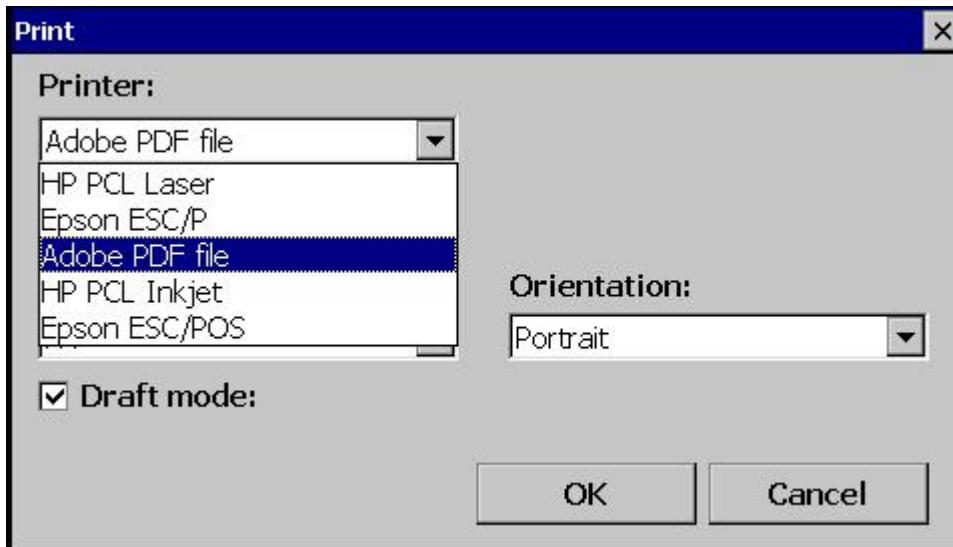 Print
Printer:
Adobe PDF file
HP PCL Laser
Epson ESC/P
Adobe PDF file
HP PCL Inkjet
Epson ESC/POS
Orientation:
Portrait
Draft mode:
OK
Cancel